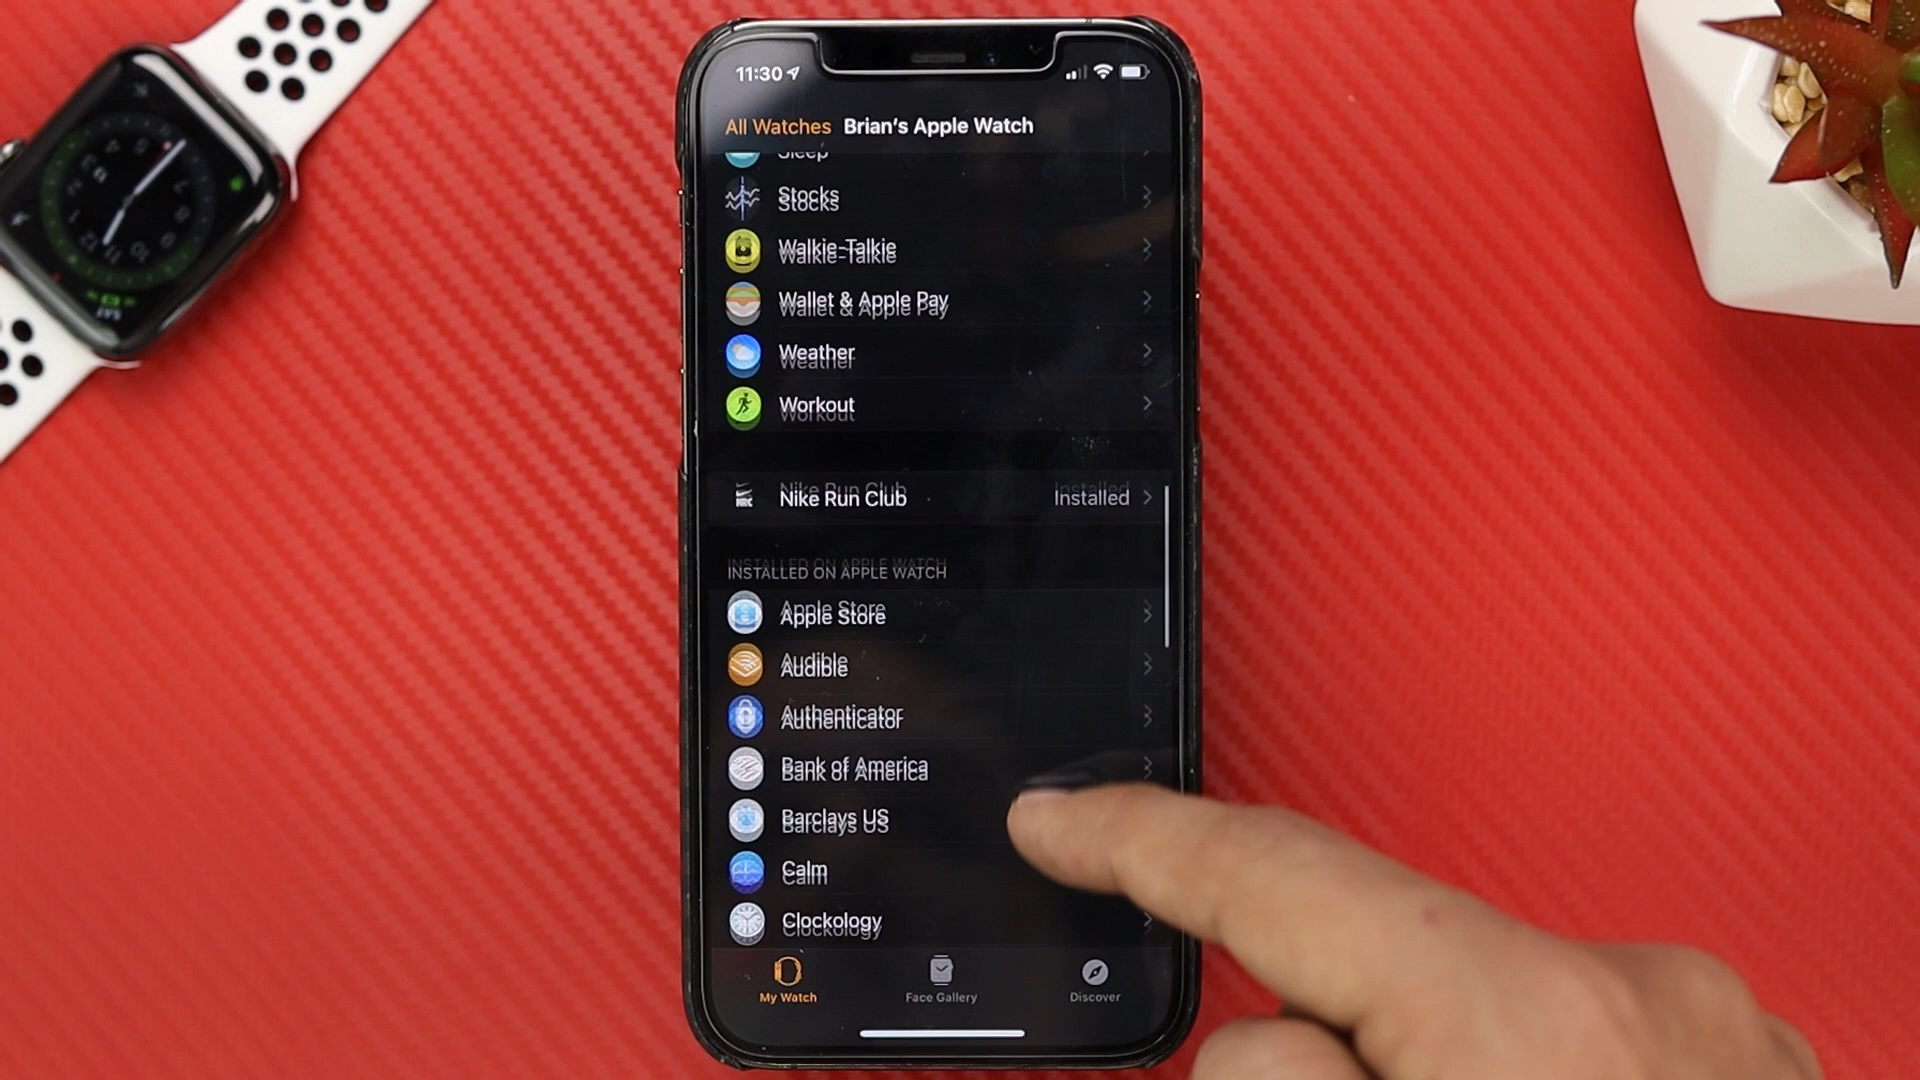 11:30
All Watches Brian's Apple Watch
Sleep
Stocks
Walkie-Talkie
Wallet & Apple Pay
Weather
Workout
NRC
Nike Run Club Installed
INSTALLED ON APPLE WATCH
Apple Store
Audible
Authenticator
Bank of America
Barclays US
Calm
Clockology
My Watch Face Gallery Discover